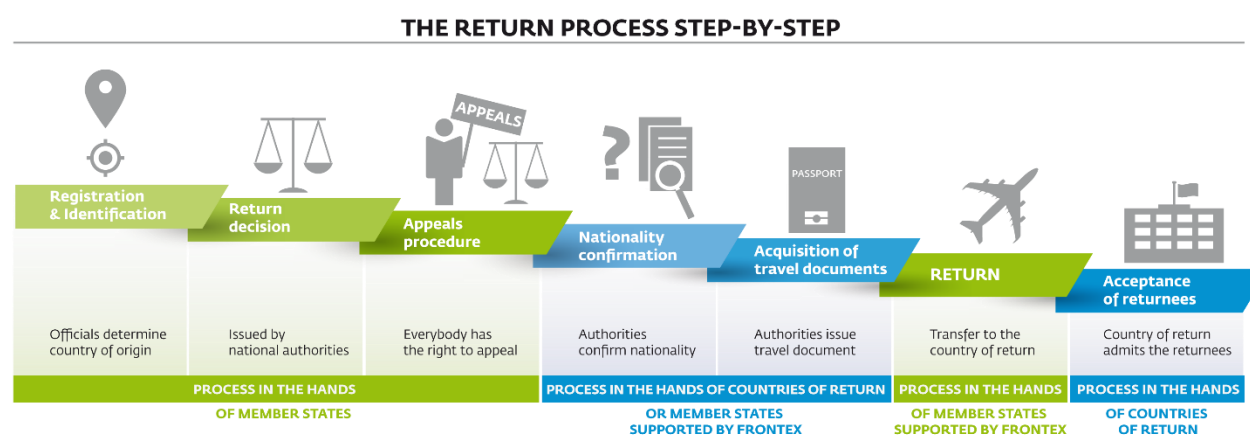 THE RETURN PROCESS STEP-BY-STEP
APPEALS
PASSPORT
Registration
& Identification
Return
decision
Appeals
procedure
Nationality
confirmation
Acquisition of
travel documents
RETURN
Acceptance
of returnees
Officials determine
country of origin
Issued by
national authorities
Everybody has
the right to appeal
Authorities
confirm nationality
Authorities issue
travel document
Transfer to the
country of return
Country of return
admits the returnees
PROCESS IN THE HANDS
OF MEMBER STATES
PROCESS IN THE HANDS OF COUNTRIES OF RETURN
OR MEMBER STATES
SUPPORTED BY FRONTEX
PROCESS IN THE HANDS
OF MEMBER STATES
SUPPORTED BY FRONTEX
PROCESS IN THE HANDS
OF COUNTRIES
OF RETURN